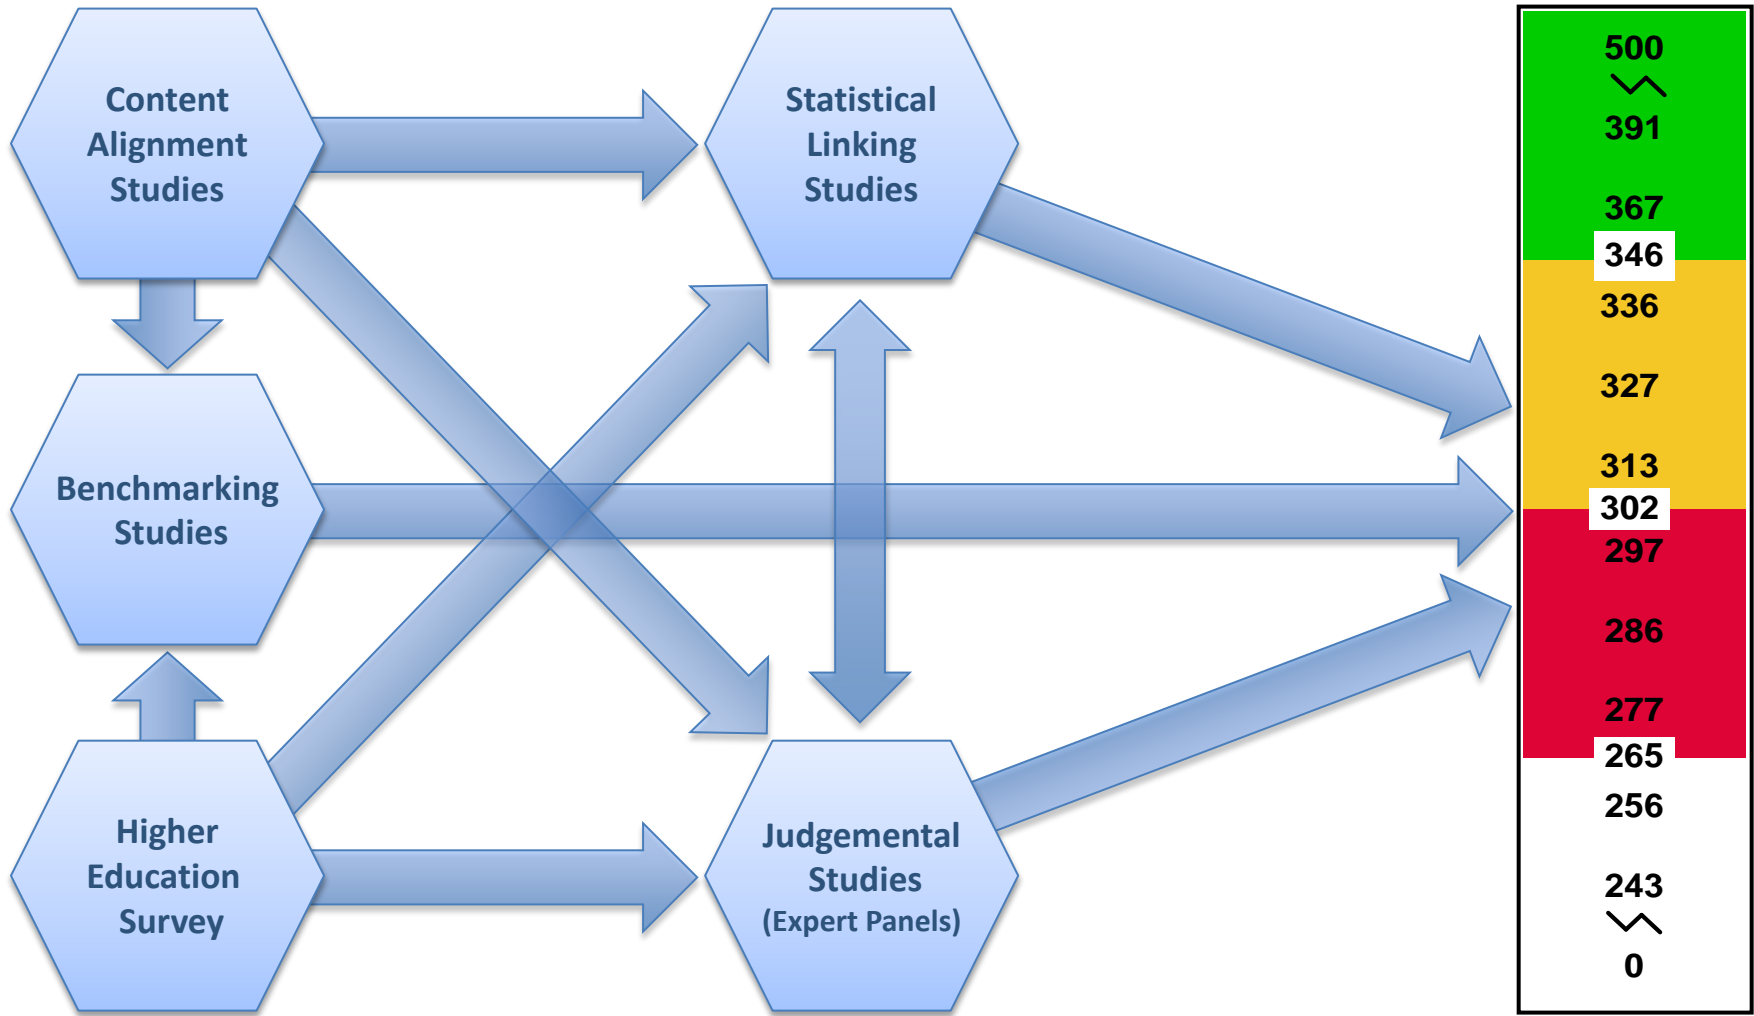 Content
Alignment
Studies
Statistical
Linking
Studies
Benchmarking
Studies
Higher
Education
Survey
Judgemental
Studies
(Expert Panels)
500
391
367
346
336
327
313
302
297
286
277
265
256
243
0